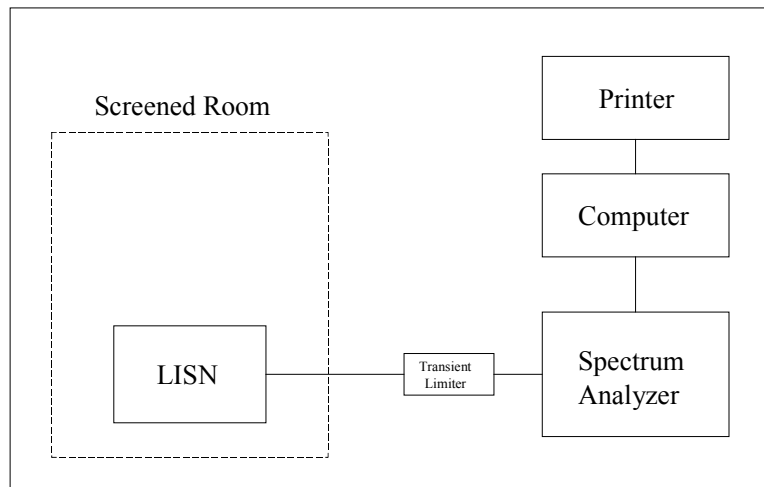 Screened Room
Printer
Computer
LISN
Transient
Limiter
Spectrum
Analyzer